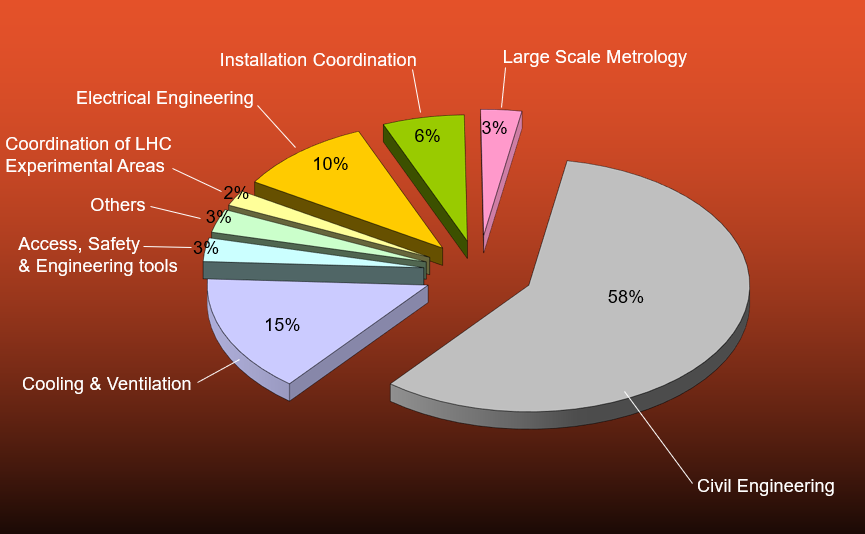 Installation Coordination
Large Scale Metrology
Electrical Engineering
3%
6%
Coordination of LHC
Experimental Areas
10%
2%
Others
3%
Access, Safety
& Engineering tools
3%
58%
15%
Cooling & Ventilation
Civil Engineering